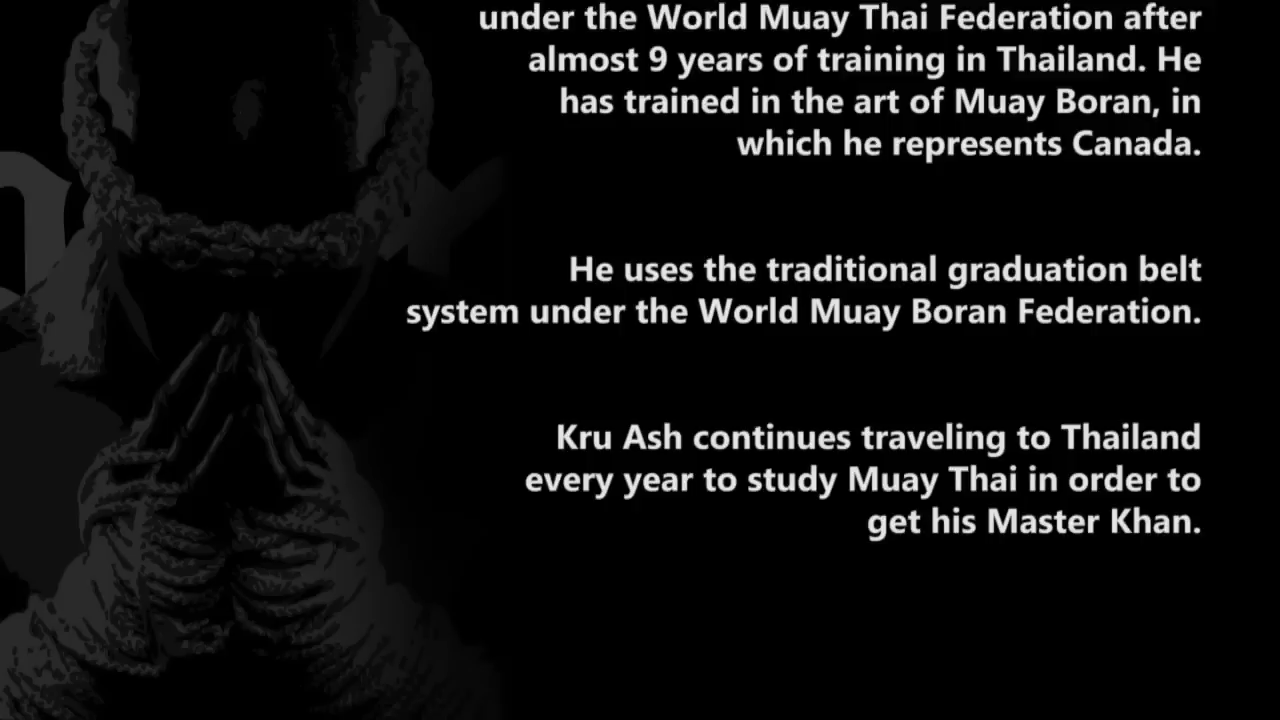 under the World Muay Thai Federation after
almost 9 years of training in Thailand. He
has trained in the art of Muay Boran, in
which he represents Canada.
He uses the traditional graduation belt
system under the World Muay Boran Federation.
Kru Ash continues traveling to Thailand
every year to study Muay Thai in order to
get his Master Khan.